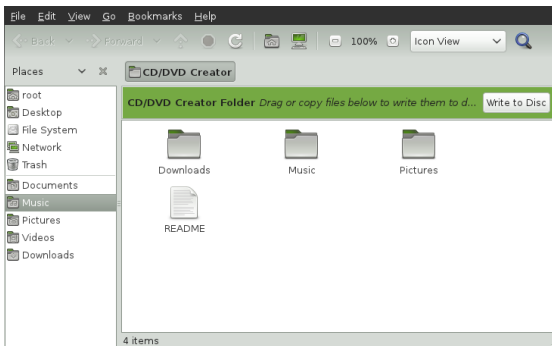 File Edit View Go Bookmarks Help
Back Forward 100% Icon View
Places CD/DVD Creator
root
Desktop
File System
Network
Trash
Documents
Music
Pictures
Videos
Downloads
CD/DVD Creator Folder Drag or copy files below to write them to d... Write to Disc
Downloads Music Pictures
README
4 items